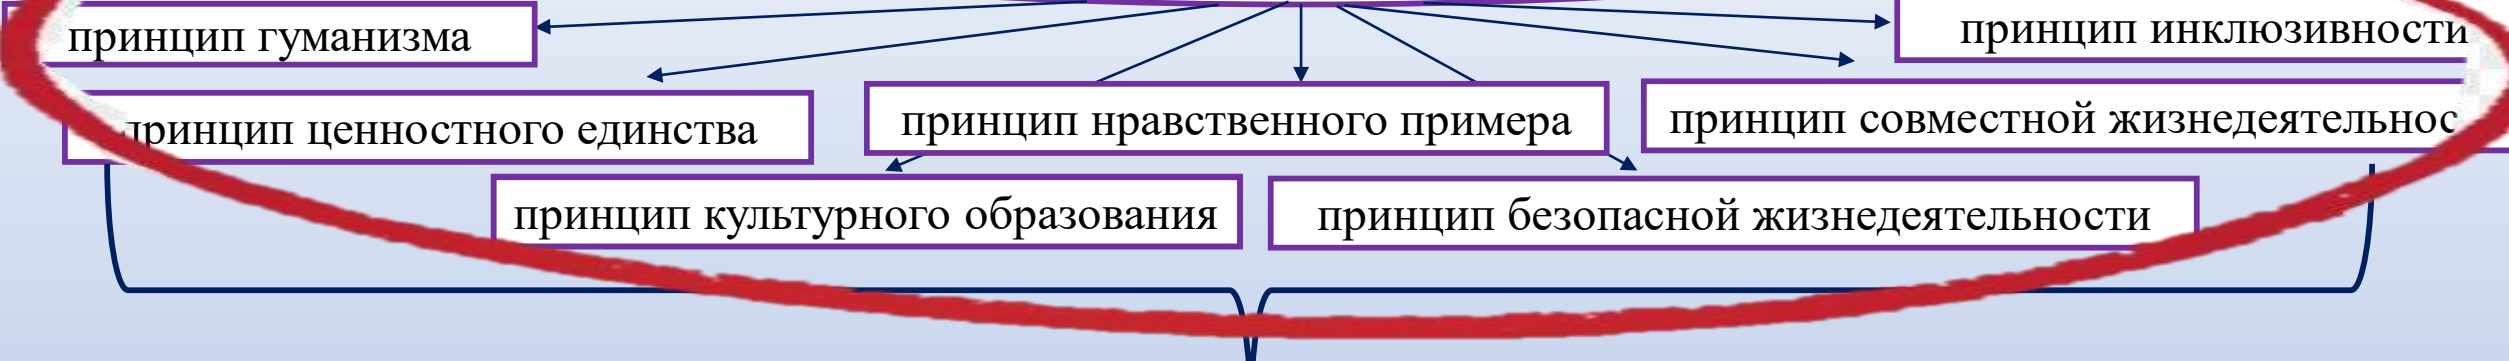 принцип гуманизма
принцип инклюзивности
принцип ценностного единства
принцип нравственного примера
принцип совместной жизнедеятельнос
принцип культурного образования
принцип безопасной жизнедеятельности